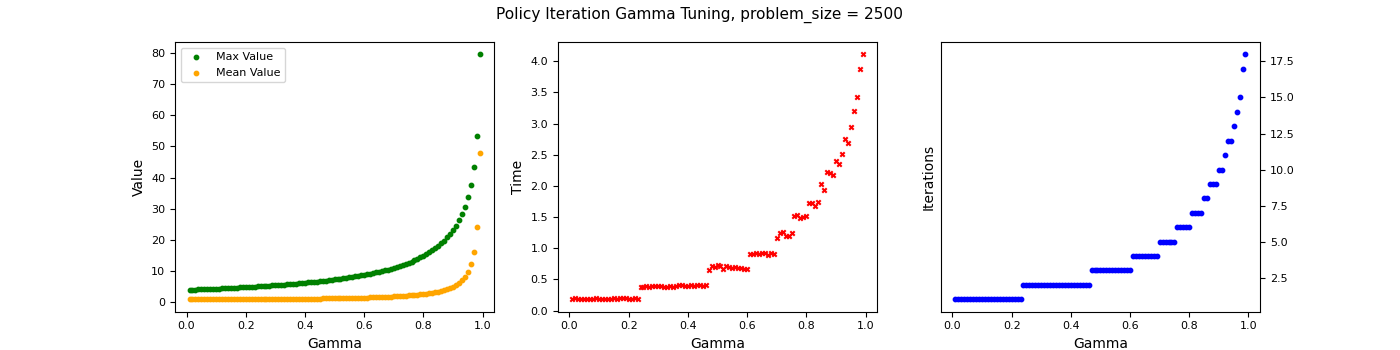 Policy Iteration Gamma Tuning, problem_size = 2500
Max Value
Mean Value
Value
80
70
60
50
40
30
20
10
0
0.0 0.2 0.4 0.6 0.8 1.0
Gamma
Time
4.0
3.5
3.0
2.5
2.0
1.5
1.0
0.5
0.0
0.0 0.2 0.4 0.6 0.8 1.0
Gamma
Iterations
17.5
15.0
12.5
10.0
7.5
5.0
2.5
0.0 0.2 0.4 0.6 0.8 1.0
Gamma